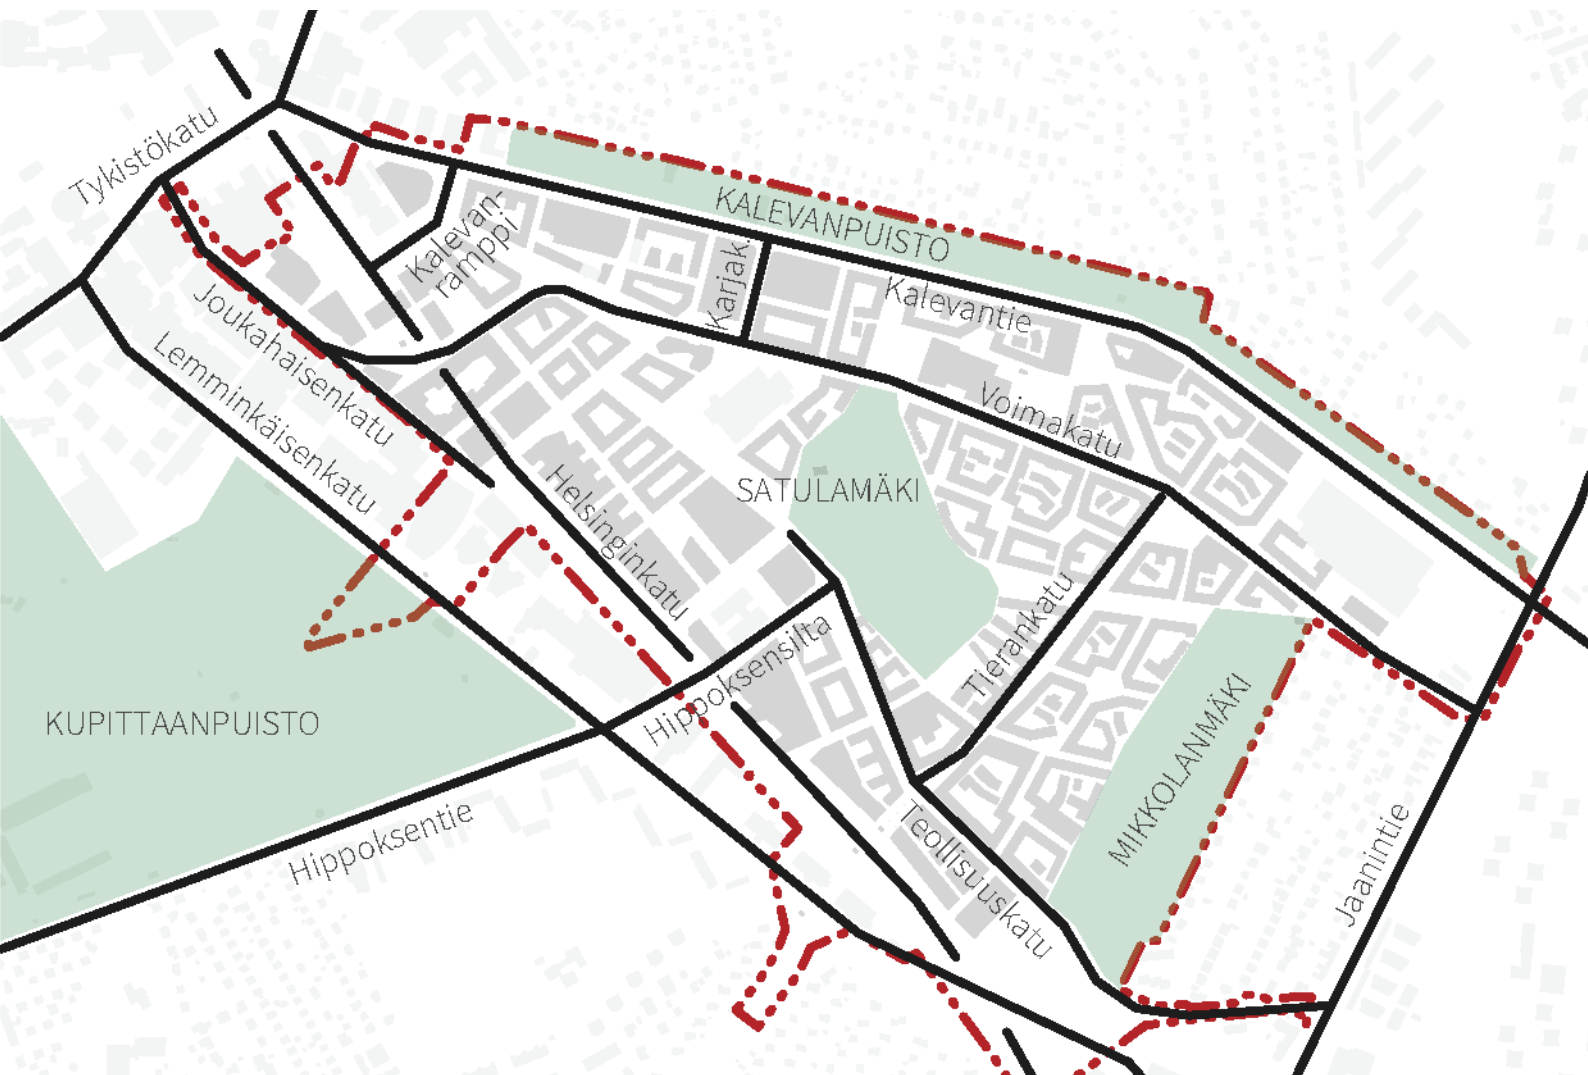 Tykistökatu
KALEVANPUISTO
Kalevan-
ramppi
Karjak.
Kalevantie
Joukahaisenkatu
Lemminkäisenkatu
Voimakatu
Helsinginkatu
SATULAMÄKI
Tierankatu
Hippoksensilta
KUPITTAANPUISTO
MIKKOLANMÄKI
Hippoksentie
Teollisuuskatu
Jaanintie